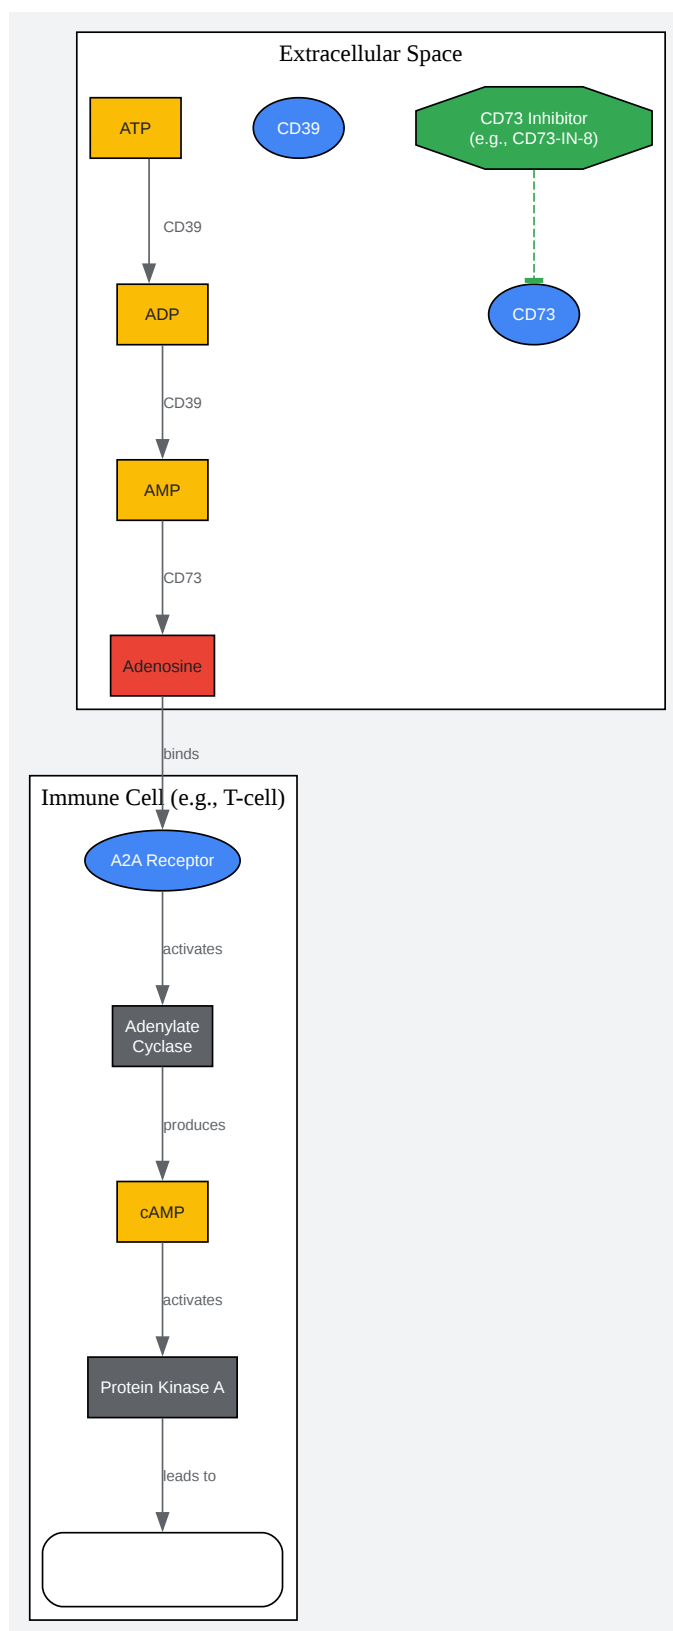 Extracellular Space
ATP
CD39
CD73 Inhibitor
(e.g., CD73-IN-8)
CD39
ADP
CD73
CD39
AMP
CD73
Adenosine
binds
Immune Cell (e.g., T-cell)
A2A Receptor
activates
Adenylate
Cyclase
produces
cAMP
activates
Protein Kinase A
leads to